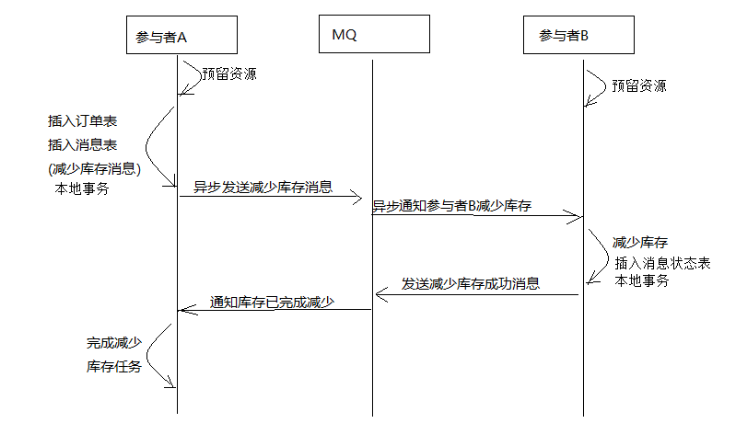 参与者A
MQ
参与者B
预留资源
预留资源
插入订单表
插入消息表
(减少库存消息)
本地事务
异步发送减少库存消息
异步通知参与者B减少库存
减少库存
插入消息状态表
本地事务
发送减少库存成功消息
通知库存已完成减少
完成减少
库存任务